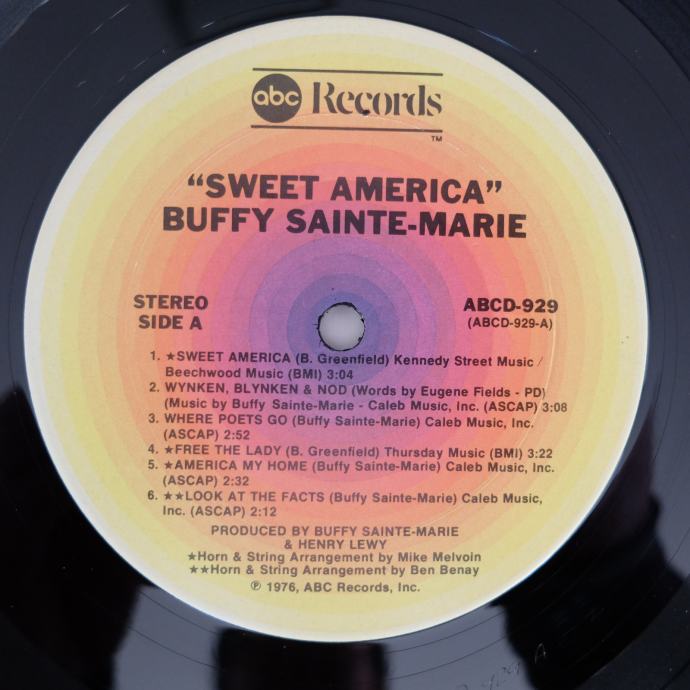 abc Records
TM
“SWEET AMERICA”
BUFFY SAINTE-MARIE
STEREO
SIDE A
ABCD-929
(ABCD-929-A)
1. ★SWEET AMERICA (B. Greenfield) Kennedy Street Music /
Beechwood Music (BMI) 3:04
2. WYNKEN, BLYNKEN & NOD (Words by Eugene Fields - PD)
(Music by Buffy Sainte-Marie - Caleb Music, Inc. (ASCAP) 3:08
3. WHERE POETS GO (Buffy Sainte-Marie) Caleb Music, Inc.
(ASCAP) 2:52
4. ★FREE THE LADY (B. Greenfield) Thursday Music (BMI) 3:22
5. ★AMERICA MY HOME (Buffy Sainte-Marie) Caleb Music, Inc.
(ASCAP) 2:32
6. ★★LOOK AT THE FACTS (Buffy Sainte-Marie) Caleb Music,
Inc. (ASCAP) 2:12
PRODUCED BY BUFFY SAINTE-MARIE
& HENRY LEWY
★Horn & String Arrangement by Mike Melvoin
★★Horn & String Arrangement by Ben Benay
℗ 1976, ABC Records, Inc.